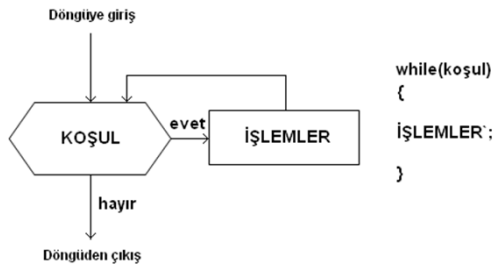 Döngüye giriş
KOŞUL
evet
İŞLEMLER
hayır
Döngüden çıkış
while(koşul)
{
İŞLEMLER`;
}